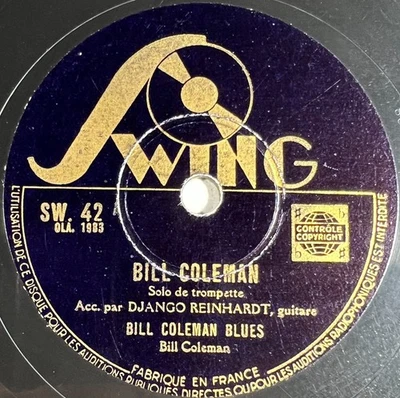 SWING
SW. 42
OLA. 1983
CONTRÔLE
COPYRIGHT
BILL COLEMAN
Solo de trompette
Acc. par DJANGO REINHARDT, guitare
BILL COLEMAN BLUES
Bill Coleman
FABRIQUÉ EN FRANCE
L'UTILISATION DE CE DISQUE, POUR LES AUDITIONS PUBLIQUES, DIRECTES OU POUR LES AUDITIONS RADIOPHONIQUES EST INTERDITE